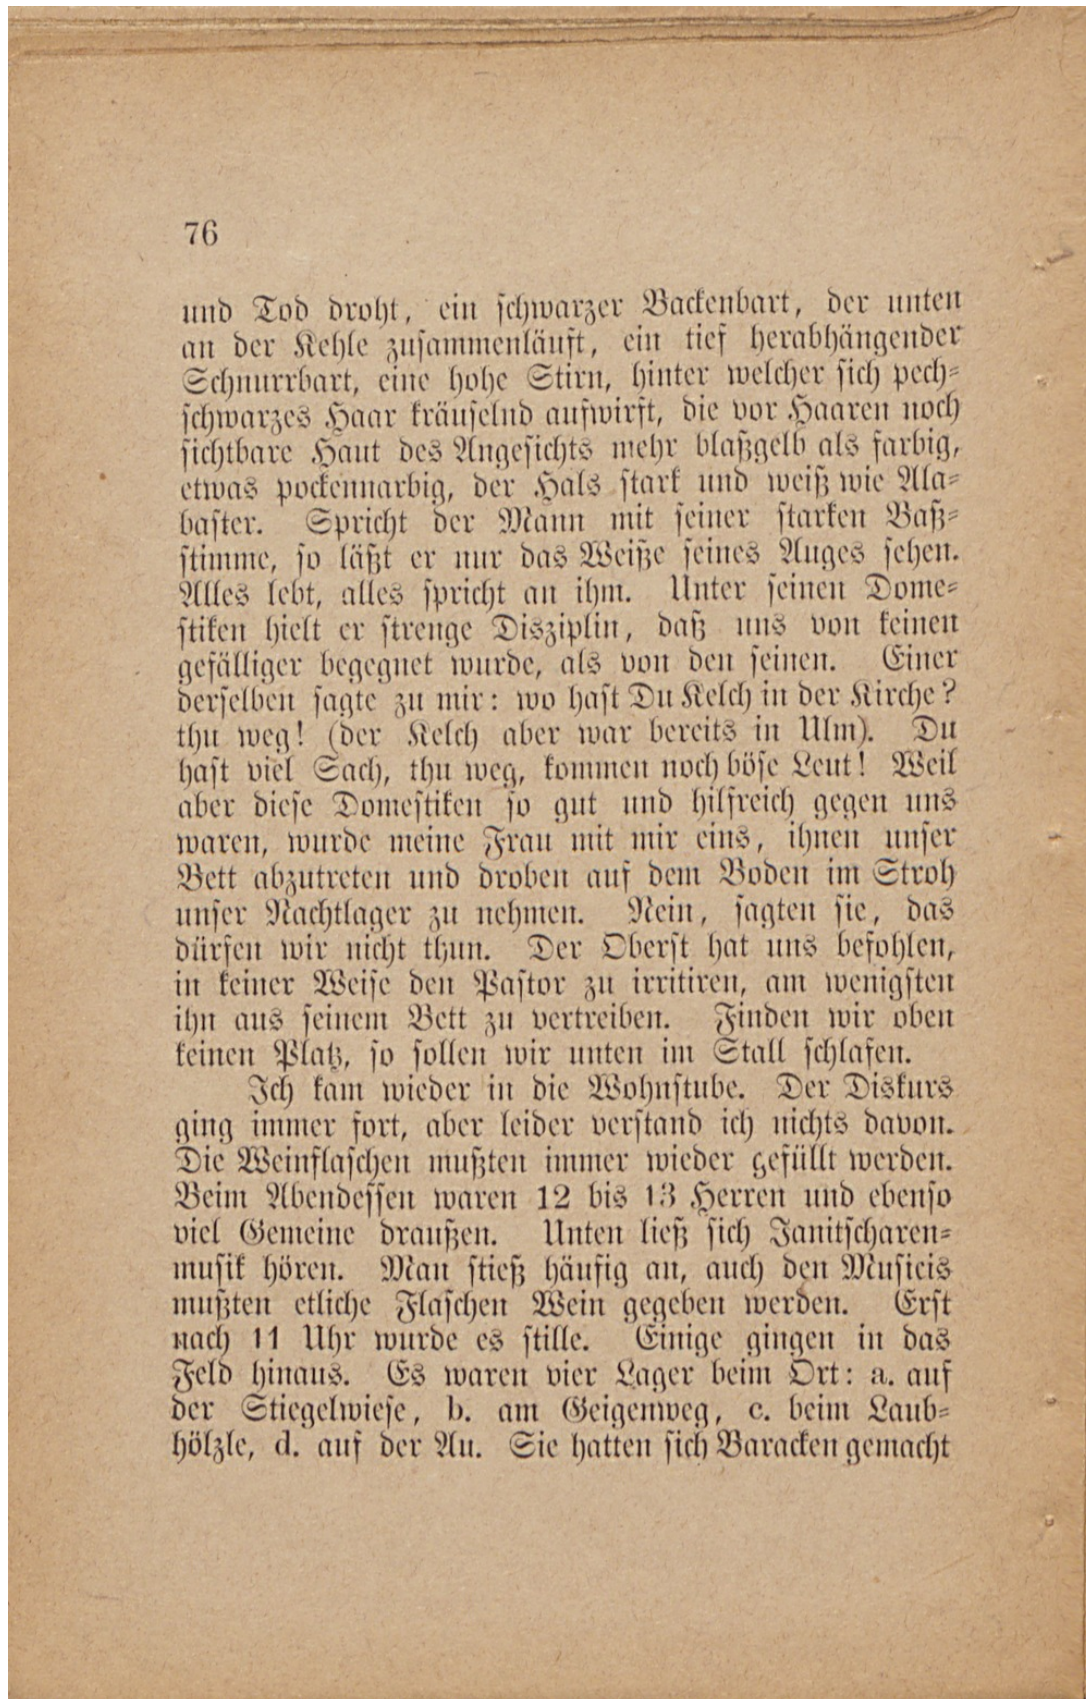 76
und Tod droht, ein schwarzer Backenbart, der unten
an der Kehle zusammenläuft, ein tief herabhängender
Schnurrbart, eine hohe Stirn, hinter welcher sich pech-
schwarzes Haar kräuselnd aufwirft, die vor Haaren noch
sichtbare Haut des Angesichts mehr blaßgelb als farbig,
etwas pockennarbig, der Hals stark und weiß wie Ala-
baster. Spricht der Mann mit seiner starken Baß-
stimme, so läßt er nur das Weiße seines Auges sehen.
Alles lebt, alles spricht an ihm. Unter seinen Dome-
stiken hielt er strenge Disziplin, daß uns von keinen
gefälliger begegnet wurde, als von den seinen. Einer
derselben sagte zu mir: wo hast Du Kelch in der Kirche?
thu weg! (der Kelch aber war bereits in Ulm). Du
hast viel Sach, thu weg, kommen noch böse Leut! Weil
aber diese Domestiken so gut und hilfreich gegen uns
waren, wurde meine Frau mit mir eins, ihnen unser
Bett abzutreten und droben auf dem Boden im Stroh
unser Nachtlager zu nehmen. Nein, sagten sie, das
dürfen wir nicht thun. Der Oberst hat uns befohlen,
in keiner Weise den Pastor zu irritiren, am wenigsten
ihn aus seinem Bett zu vertreiben. Finden wir oben
keinen Platz, so sollen wir unten im Stall schlafen.
Ich kam wieder in die Wohnstube. Der Diskurs
ging immer fort, aber leider verstand ich nichts davon.
Die Weinflaschen mußten immer wieder gefüllt werden.
Beim Abendessen waren 12 bis 13 Herren und ebenso
viel Gemeine draußen. Unten ließ sich Janitscharen-
musik hören. Man stieß häufig an, auch den Musicis
mußten etliche Flaschen Wein gegeben werden. Erst
nach 11 Uhr wurde es stille. Einige gingen in das
Feld hinaus. Es waren vier Lager beim Ort: a. auf
der Stiegelwiese, b. am Geigenweg, c. beim Laub-
hölzle, d. auf der Au. Sie hatten sich Baracken gemacht